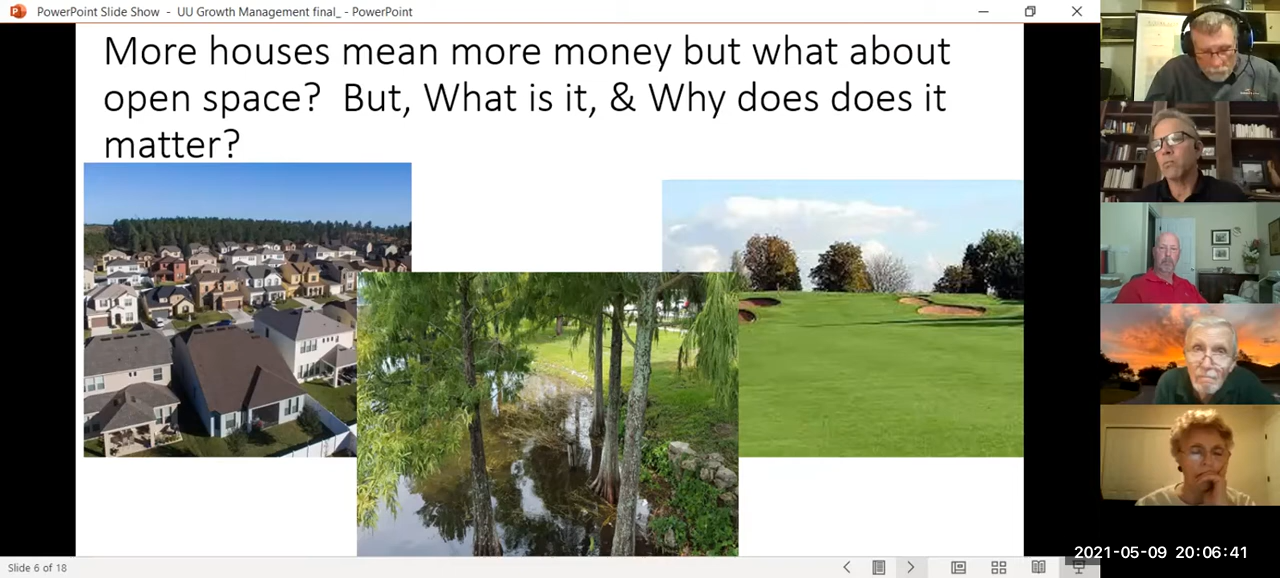 PowerPoint Slide Show - UU Growth Management final_ - PowerPoint
More houses mean more money but what about
open space? But, What is it, & Why does does it
matter?
Slide 6 of 18
2021-05-09 20:06:41